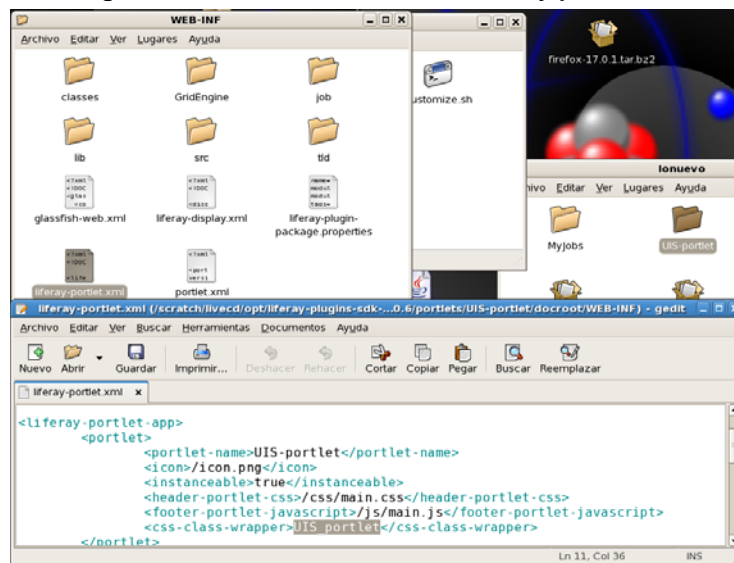 WEB-INF
Archivo Editar Ver Lugares Ayuda
classes
GridEngine
job
lib
src
tld
glassfish-web.xml
liferay-display.xml
liferay-plugin-
package.properties
liferay-portlet.xml
portlet.xml
ustomize.sh
firefox-17.0.1.tar.bz2
lonuevo
hivo Editar Ver Lugares Ayuda
MyJobs
UIS-portlet
liferay-portlet.xml (/scratch/livecd/opt/liferay-plugins-sdk-...0.6/portlets/UIS-portlet/docroot/WEB-INF) - gedit
Archivo Editar Ver Buscar Herramientas Documentos Ayuda
Nuevo Abrir Guardar Imprimir... Deshacer Rehacer Cortar Copiar Pegar Buscar Reemplazar
liferay-portlet.xml x
<liferay-portlet-app>
<portlet>
<portlet-name>UIS-portlet</portlet-name>
<icon>/icon.png</icon>
<instanceable>true</instanceable>
<header-portlet-css>/css/main.css</header-portlet-css>
<footer-portlet-javascript>/js/main.js</footer-portlet-javascript>
<css-class-wrapper>UIS portlet</css-class-wrapper>
</portlet>
Ln 11, Col 36 INS